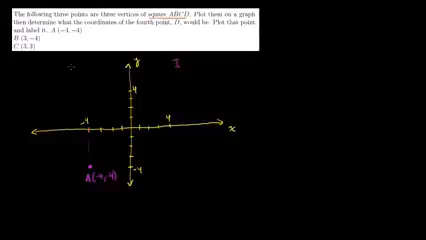 The following three points are three vertices of square ABCD. Plot them on a graph
then determine what the coordinates of the fourth point, D, would be. Plot that point
and label it. A (−4, −4)
B (3, −4)
C (3, 3)
y
I
4
-4
4
x
A(-4,-4)
-4